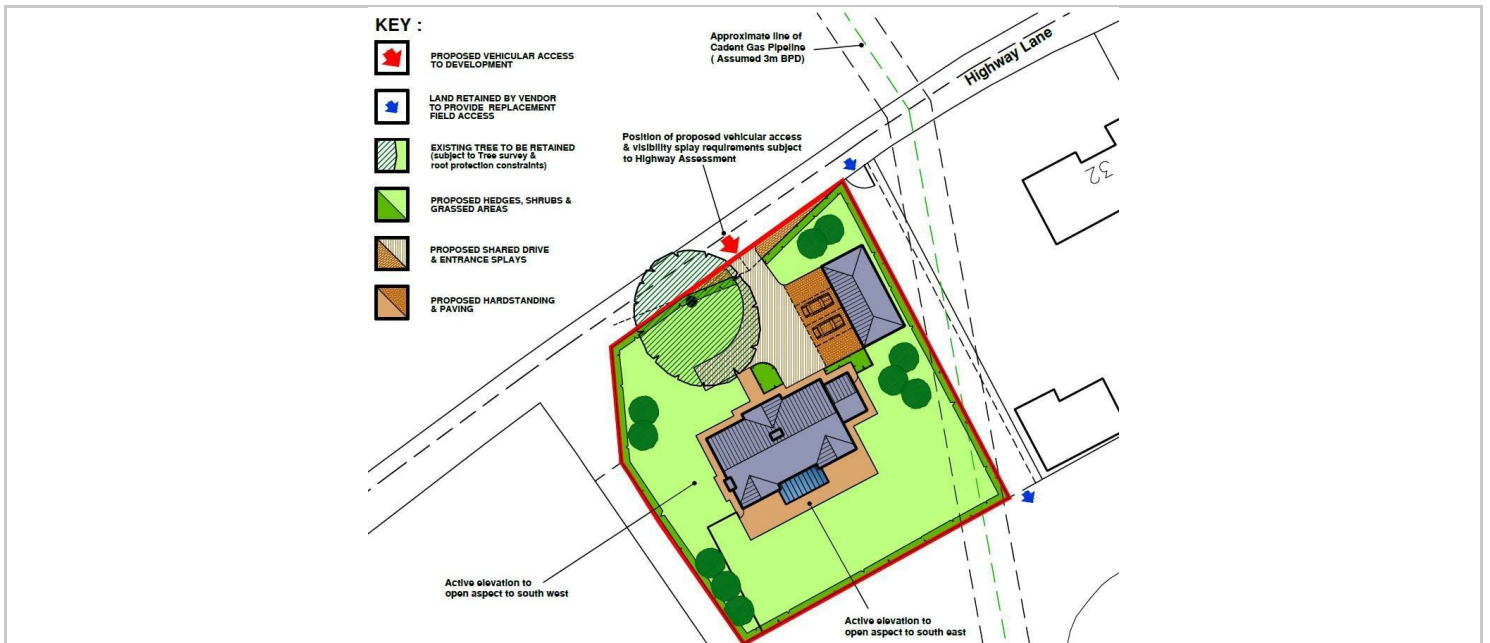 KEY :
PROPOSED VEHICULAR ACCESS
TO DEVELOPMENT
LAND RETAINED BY VENDOR
TO PROVIDE REPLACEMENT
FIELD ACCESS
EXISTING TREE TO BE RETAINED
(subject to Tree survey &
root protection constraints)
PROPOSED HEDGES, SHRUBS &
GRASSED AREAS
PROPOSED SHARED DRIVE
& ENTRANCE SPLAYS
PROPOSED HARDSTANDING
& PAVING
Approximate line of
Cadent Gas Pipeline
( Assumed 3m BPD)
Highway Lane
Position of proposed vehicular access
& visibility splay requirements subject
to Highway Assessment
32
Active elevation to
open aspect to south west
Active elevation to
open aspect to south east